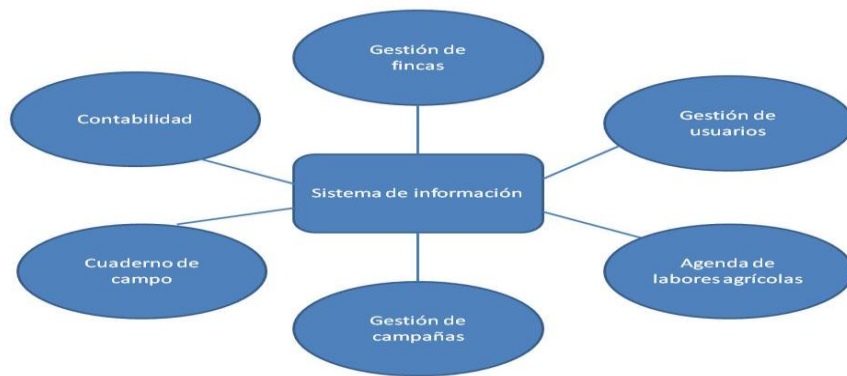 Gestión de
fincas
Contabilidad
Gestión de
usuarios
Sistema de información
Cuaderno de
campo
Agenda de
labores agrícolas
Gestión de
campañas